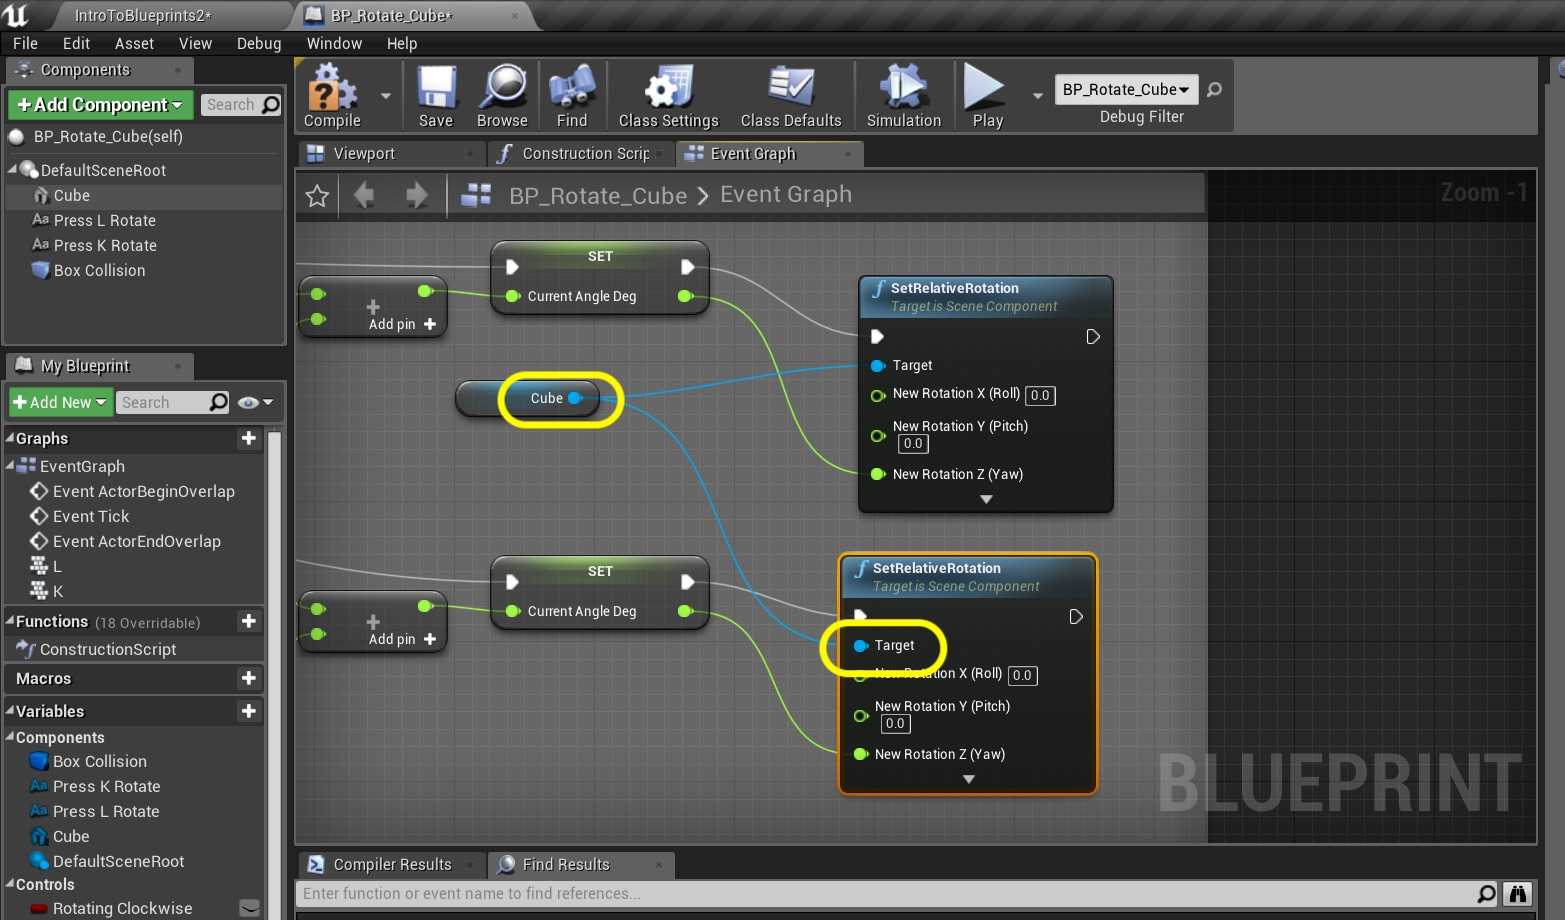 IntroToBlueprints2*
BP_Rotate_Cube*
File Edit Asset View Debug Window Help
Components
+Add Component
Search
BP_Rotate_Cube(self)
DefaultSceneRoot
Cube
Press L Rotate
Press K Rotate
Box Collision
Compile
Save
Browse
Find
Class Settings
Class Defaults
Simulation
Play
BP_Rotate_Cube
Debug Filter
Viewport
Construction Scrip
Event Graph
BP_Rotate_Cube > Event Graph
Zoom -1
My Blueprint
+Add New
Search
Graphs
EventGraph
Event ActorBeginOverlap
Event Tick
Event ActorEndOverlap
L
K
Functions (18 Overridable)
ConstructionScript
Macros
Variables
Components
Box Collision
Press K Rotate
Press L Rotate
Cube
DefaultSceneRoot
Controls
Rotating Clockwise
Add pin +
SET
Current Angle Deg
Cube
SetRelativeRotation
Target is Scene Component
Target
New Rotation X (Roll) 0.0
New Rotation Y (Pitch)
0.0
New Rotation Z (Yaw)
Add pin +
SET
Current Angle Deg
SetRelativeRotation
Target is Scene Component
Target
New Rotation X (Roll) 0.0
New Rotation Y (Pitch)
0.0
New Rotation Z (Yaw)
BLUEPRINT
Compiler Results
Find Results
Enter function or event name to find references...